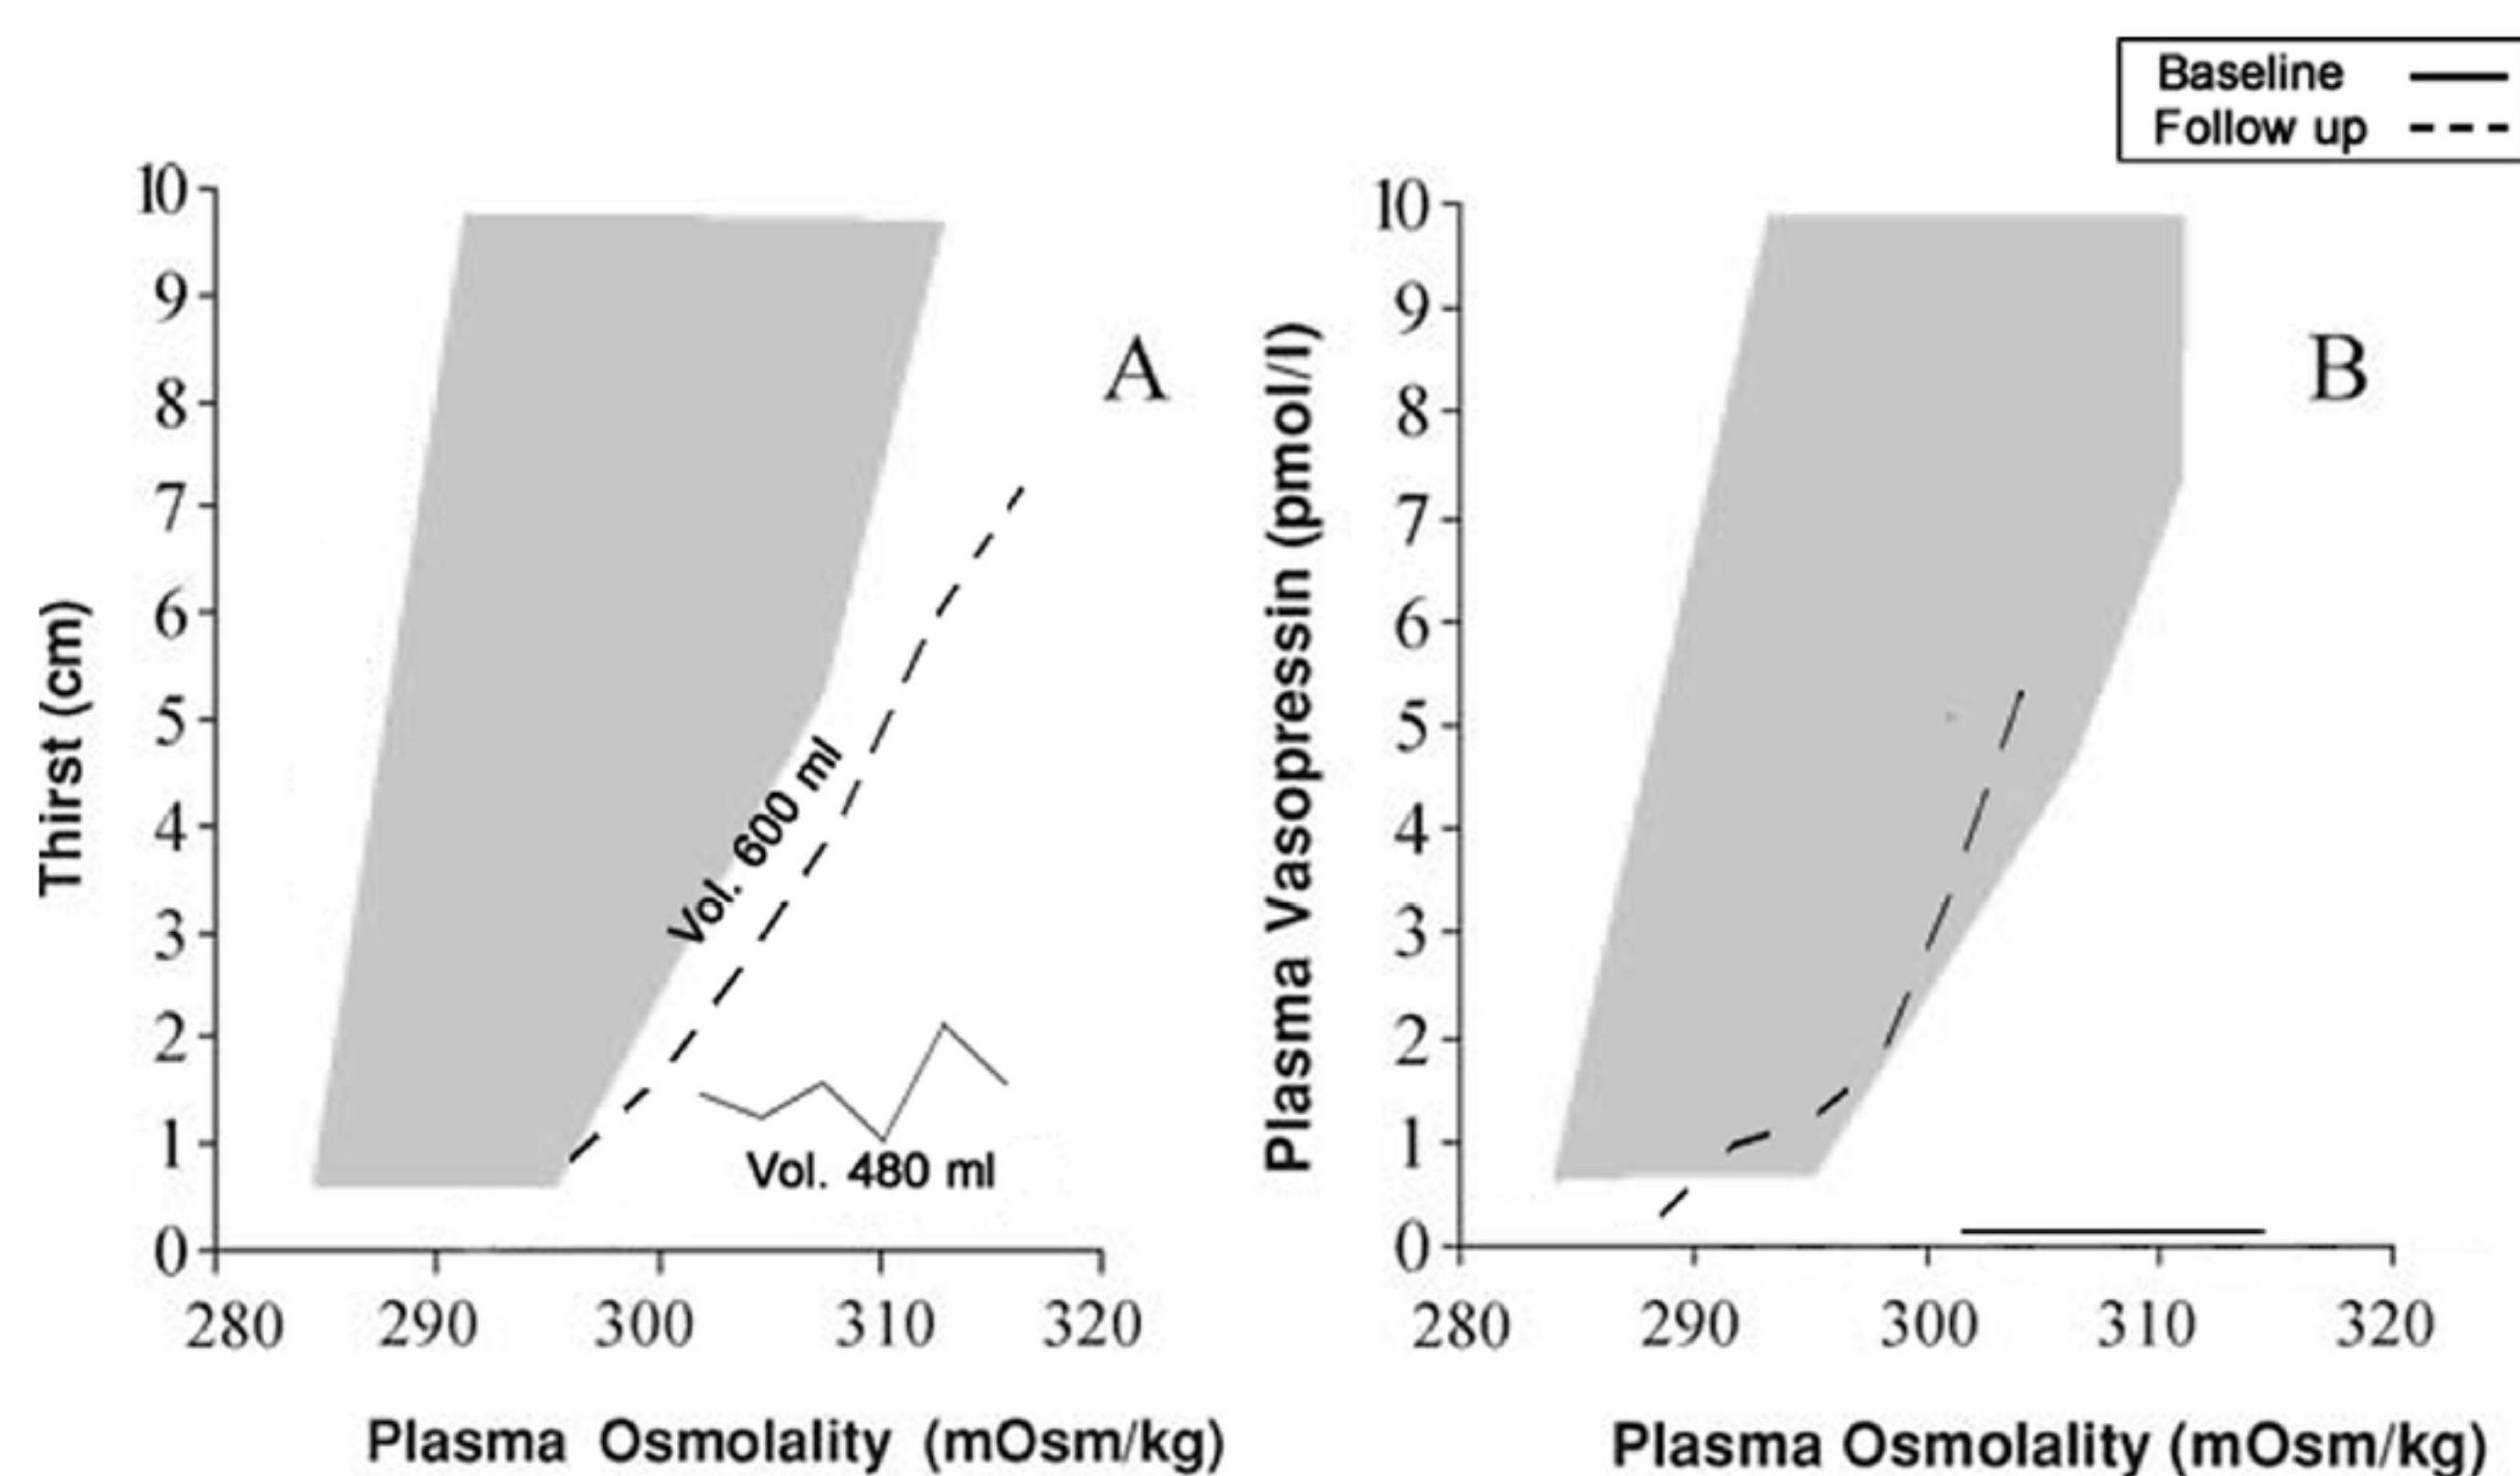 Baseline
Follow up
10
9
8
7
6
5
4
3
2
1
0
Thirst (cm)
A
Vol. 600 ml
Vol. 480 ml
280 290 300 310 320
Plasma Osmolality (mOsm/kg)
10
9
8
7
6
5
4
3
2
1
0
Plasma Vasopressin (pmol/l)
B
280 290 300 310 320
Plasma Osmolality (mOsm/kg)